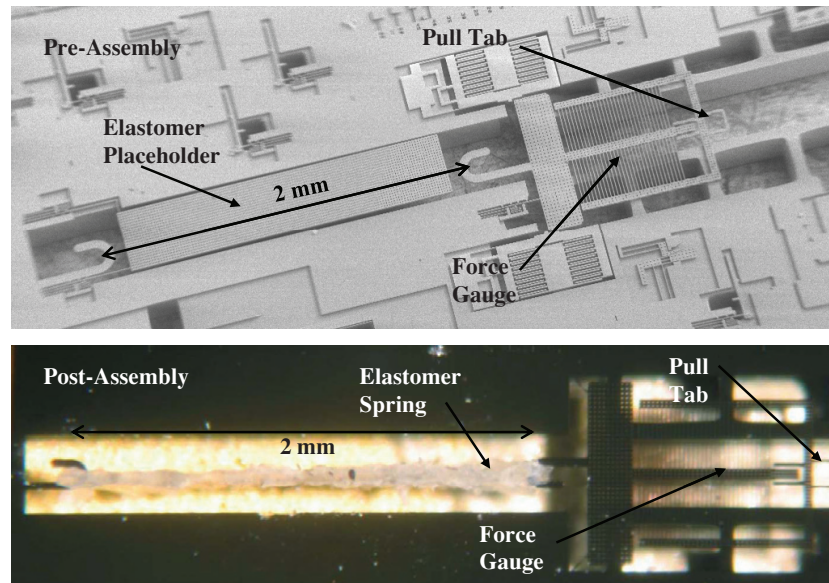 Pre-Assembly
Pull Tab
Elastomer
Placeholder
2 mm
Force
Gauge
Post-Assembly
Elastomer
Spring
Pull
Tab
2 mm
Force
Gauge